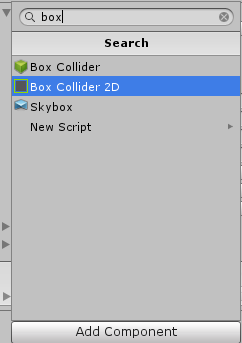 box
Search
Box Collider
Box Collider 2D
Skybox
New Script
Add Component